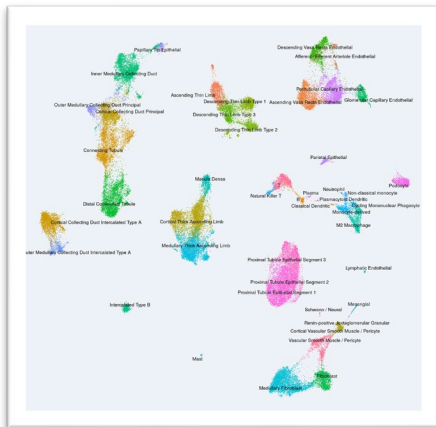 Papillary Tip Epithelial
Descending Vasa Recta Endothelial
Afferent / Efferent Arteriole Endothelial
Inner Medullary Collecting Duct
Peritubular Capillary Endothelial
Ascending Thin Limb
Glomerular Capillary Endothelial
Descending Thin Limb Type 1
Ascending Vasa Recta Endothelial
Outer Medullary Collecting Duct Principal
Cortical Collecting Duct Principal
Descending Thin Limb Type 3
Descending Thin Limb Type 2
Connecting Tubule
Parietal Epithelial
Macula Densa
Podocyte
Natural Killer T
Plasma
Neutrophil
Non-classical monocyte
Plasmacytoid Dendritic
B
Classical Dendritic
Cycling Mononuclear Phagocyte
Distal Convoluted Tubule
Monocyte-derived
Cortical Collecting Duct Intercalated Type A
Cortical Thick Ascending Limb
M2 Macrophage
Medullary Thick Ascending Limb
uter Medullary Collecting Duct Intercalated Type A
Proximal Tubule Epithelial Segment 3
Lymphatic Endothelial
Proximal Tubule Epithelial Segment 2
Proximal Tubule Epithelial Segment 1
Intercalated Type B
Mesangial
Schwann / Neural
Renin-positive Juxtaglomerular Granular
Cortical Vascular Smooth Muscle / Pericyte
Vascular Smooth Muscle / Pericyte
Mast
Fibroblast
Medullary Fibroblast